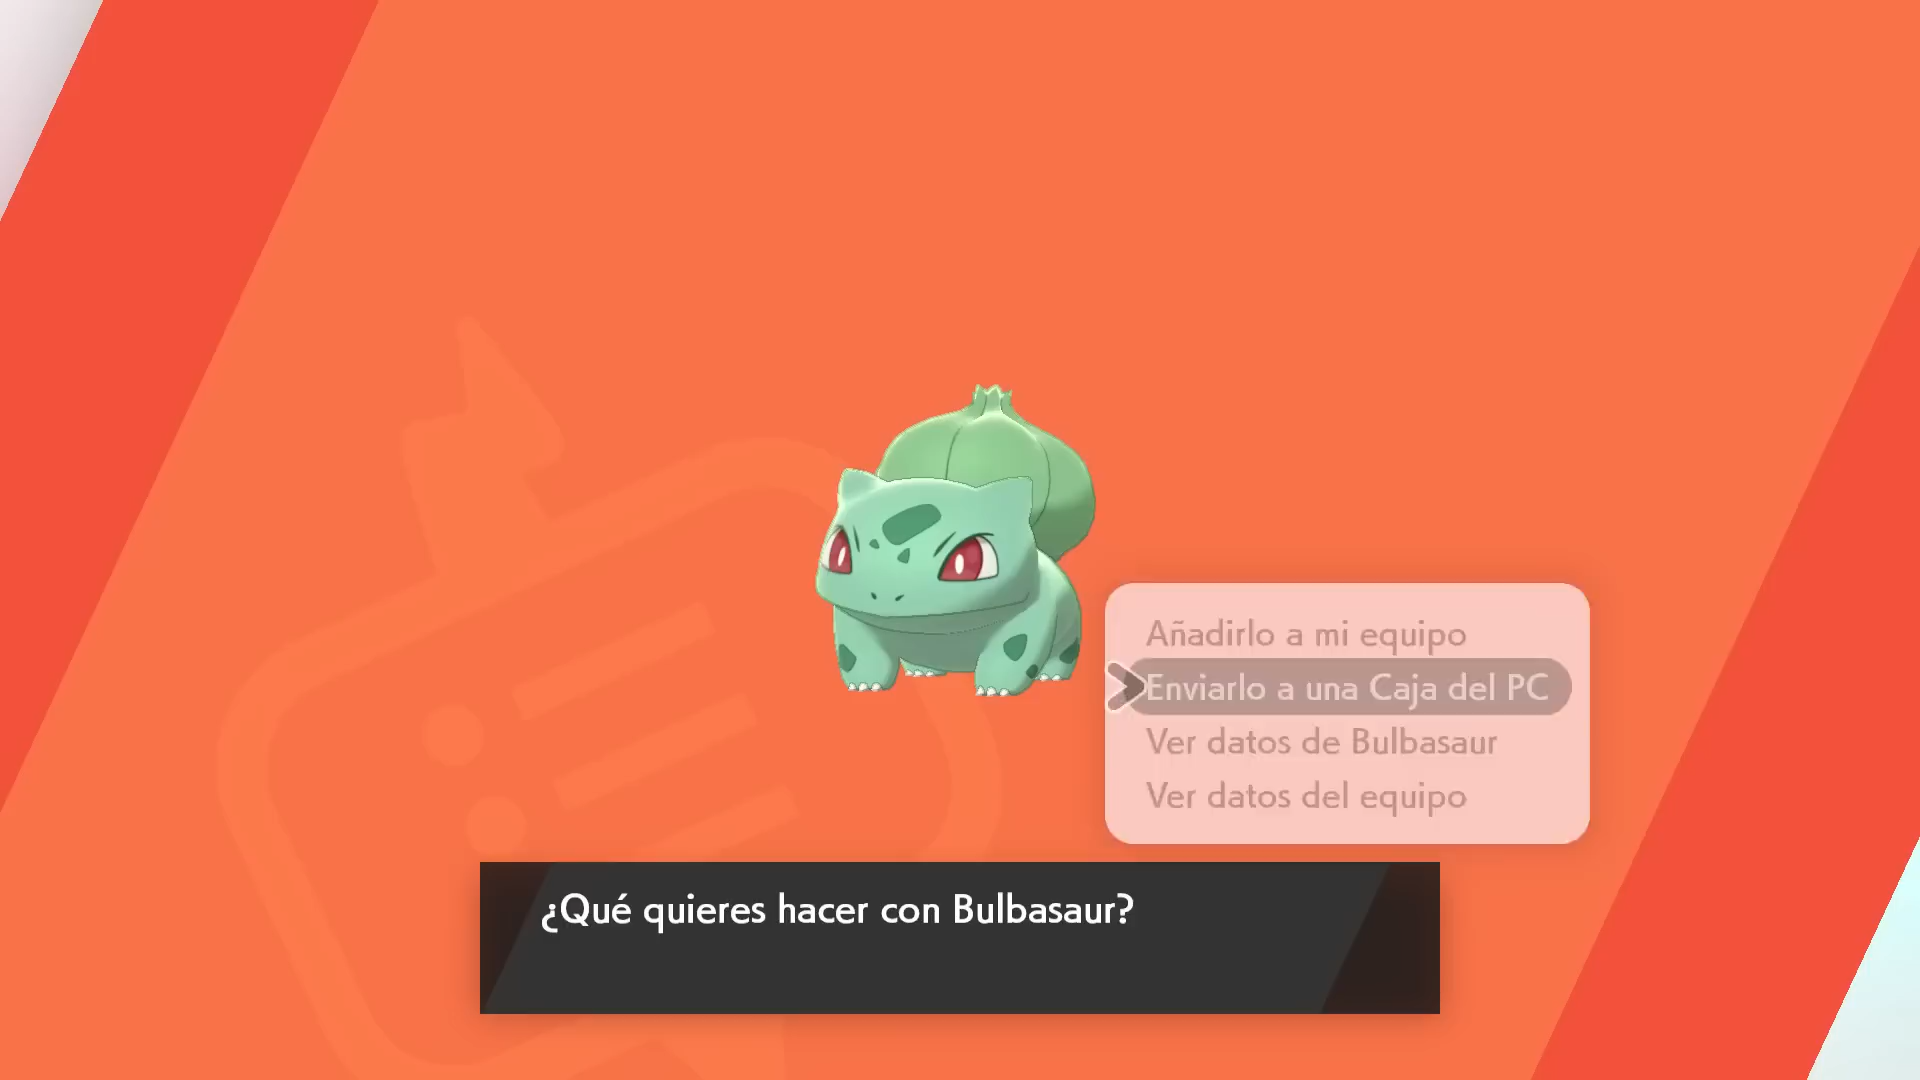 Añadirlo a mi equipo
Enviarlo a una Caja del PC
Ver datos de Bulbasaur
Ver datos del equipo
¿Qué quieres hacer con Bulbasaur?